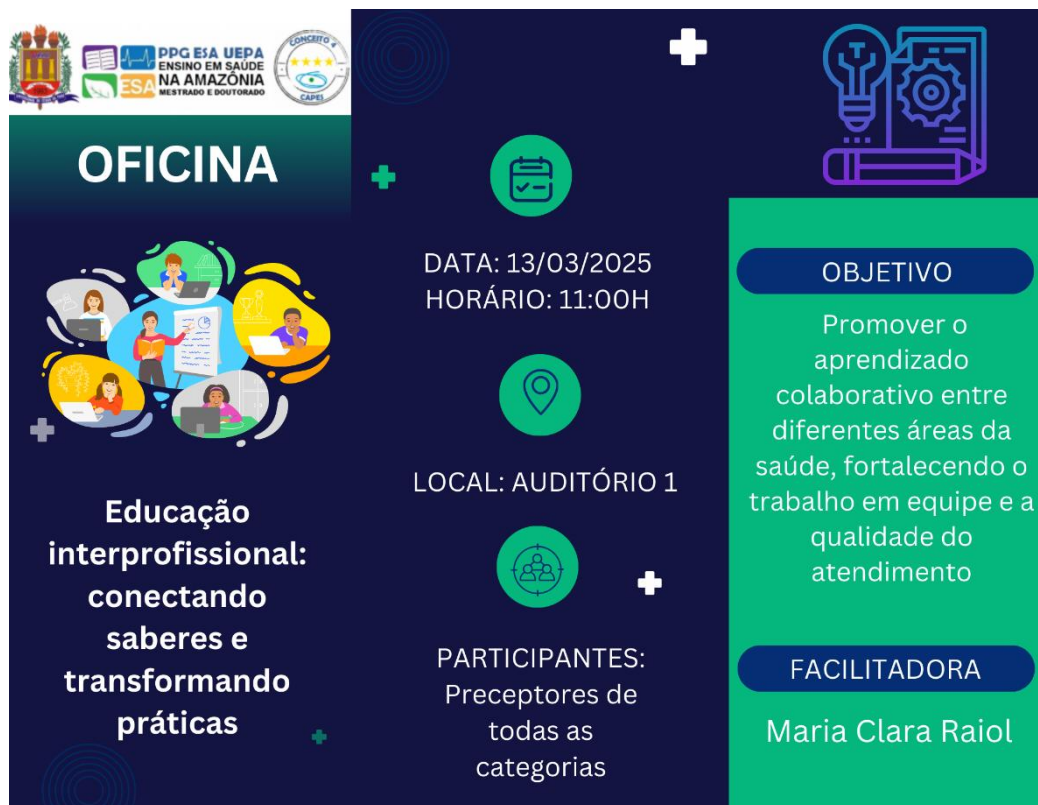 PPG ESA UEPA
ENSINO EM SAÚDE
NA AMAZÔNIA
MESTRADO E DOUTORADO
ESA
CONCEITO 4
CAPES
OFICINA
Educação
interprofissional:
conectando
saberes e
transformando
práticas
DATA: 13/03/2025
HORÁRIO: 11:00H
LOCAL: AUDITÓRIO 1
PARTICIPANTES:
Preceptores de
todas as
categorias
OBJETIVO
Promover o
aprendizado
colaborativo entre
diferentes áreas da
saúde, fortalecendo o
trabalho em equipe e a
qualidade do
atendimento
FACILITADORA
Maria Clara Raiol